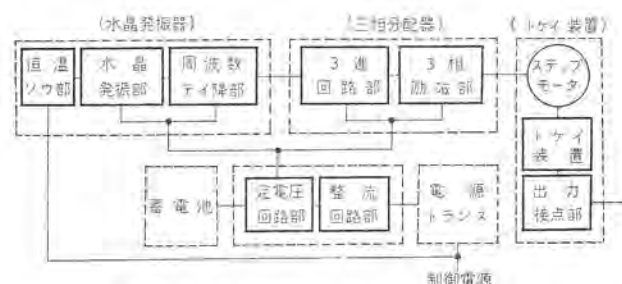 (水晶発振器)
(三相分配器)
(トケイ装置)
恒温
ソウ部
水晶
発振部
周波数
テイ降部
3進
回路部
3相
励磁部
ステップ
モータ
トケイ
装置
出力
接点部
蓄電池
定電圧
回路部
整流
回路部
電源
トランス
制御電源